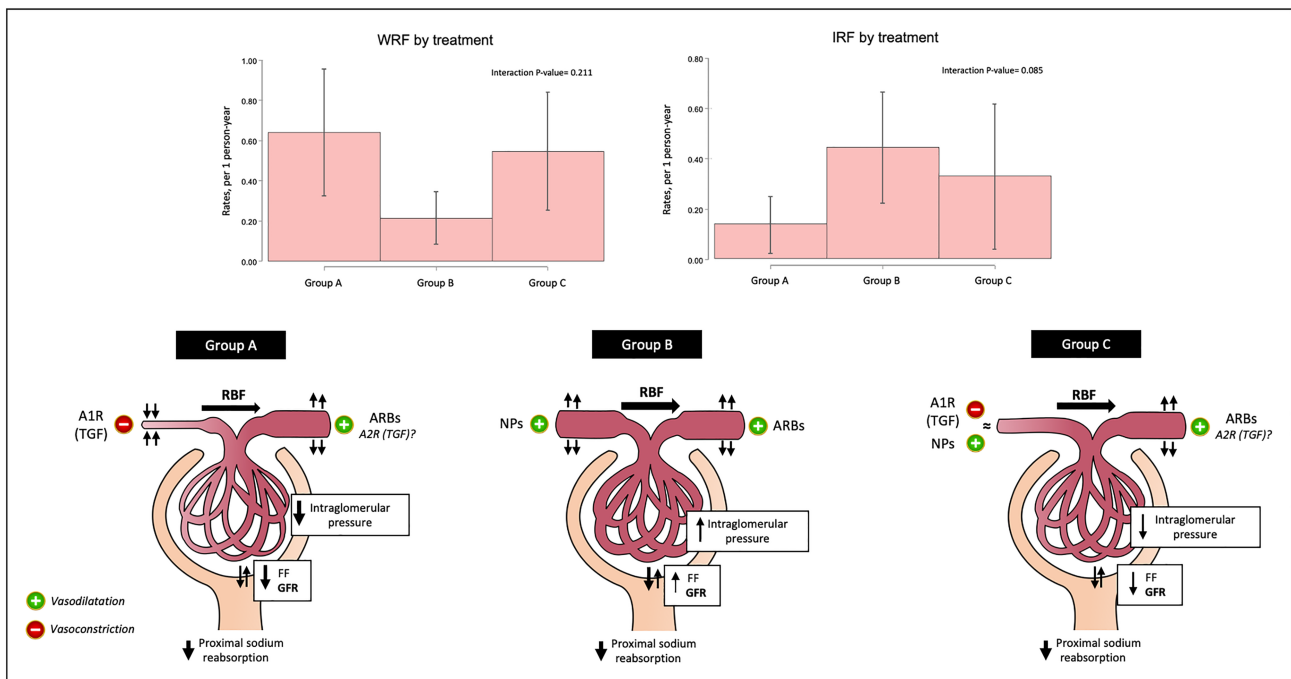 WRF by treatment
Interaction P-value= 0.211
Rates, per 1 person-year
1.00
0.80
0.60
0.40
0.20
0.00
Group A
Group B
Group C
IRF by treatment
Interaction P-value= 0.085
Rates, per 1 person-year
0.80
0.60
0.40
0.20
0.00
Group A
Group B
Group C
Group A
RBF
A1R
(TGF)
ARBs
A2R (TGF)?
Intraglomerular
pressure
FF
GFR
Proximal sodium
reabsorption
Vasodilatation
Vasoconstriction
Group B
RBF
NPs
ARBs
Intraglomerular
pressure
FF
GFR
Proximal sodium
reabsorption
Group C
RBF
A1R
(TGF)
≈
NPs
ARBs
A2R (TGF)?
Intraglomerular
pressure
FF
GFR
Proximal sodium
reabsorption